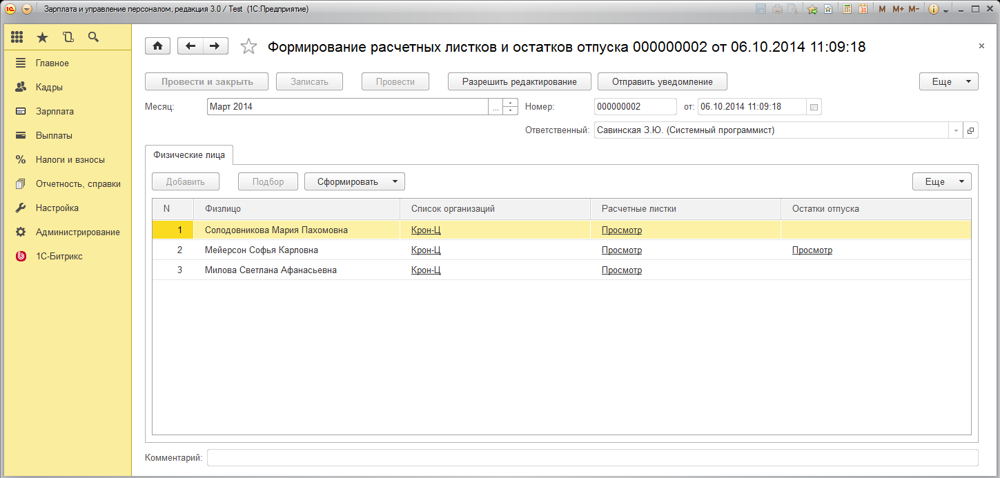 Зарплата и управление персоналом, редакция 3.0 / Test (1С:Предприятие)
M M+ M-
Главное
Кадры
Зарплата
Выплаты
Налоги и взносы
Отчетность, справки
Настройка
Администрирование
1С-Битрикс
Формирование расчетных листков и остатков отпуска 000000002 от 06.10.2014 11:09:18
Провести и закрыть Записать Провести Разрешить редактирование Отправить уведомление Еще
Месяц: Март 2014 ... Номер: 000000002 от: 06.10.2014 11:09:18
Ответственный: Савинская З.Ю. (Системный программист)
Физические лица
Добавить Подбор Сформировать Еще
N Физлицо Список организаций Расчетные листки Остатки отпуска
1 Солодовникова Мария Пахомовна Крон-Ц Просмотр
2 Мейерсон Софья Карловна Крон-Ц Просмотр Просмотр
3 Милова Светлана Афанасьевна Крон-Ц Просмотр
Комментарий: